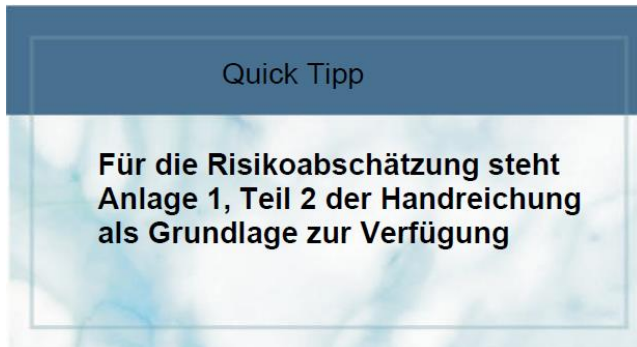 Quick Tipp
Für die Risikoabschätzung steht
Anlage 1, Teil 2 der Handreichung
als Grundlage zur Verfügung